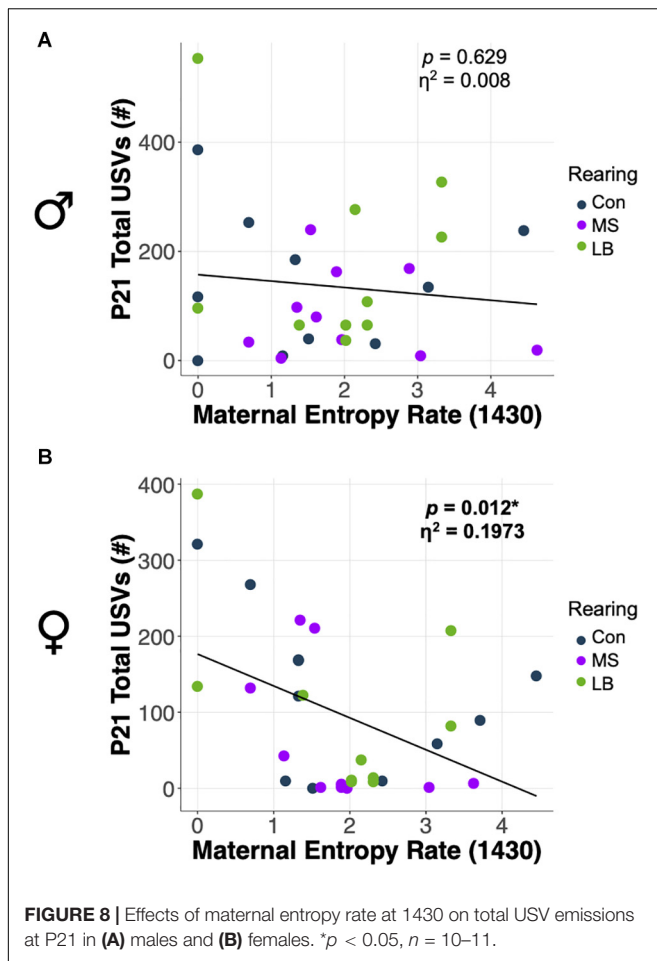 A
p = 0.629
η² = 0.008
P21 Total USVs (#)
400
200
0
0
1
2
3
4
Maternal Entropy Rate (1430)
Rearing
Con
MS
LB
♂
B
p = 0.012*
η² = 0.1973
P21 Total USVs (#)
400
300
200
100
0
0
1
2
3
4
Maternal Entropy Rate (1430)
Rearing
Con
MS
LB
♀
FIGURE 8 | Effects of maternal entropy rate at 1430 on total USV emissions
at P21 in (A) males and (B) females. *p < 0.05, n = 10–11.